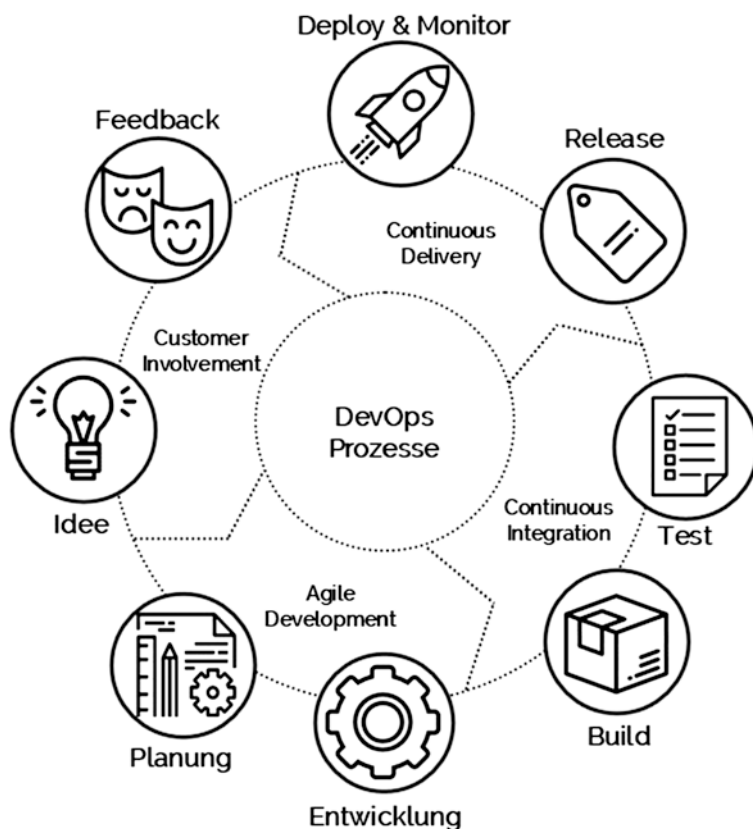 Deploy & Monitor
Feedback
Release
Continuous
Delivery
Customer
Involvement
DevOps
Prozesse
Idee
Continuous
Integration
Test
Agile
Development
Planung
Build
Entwicklung